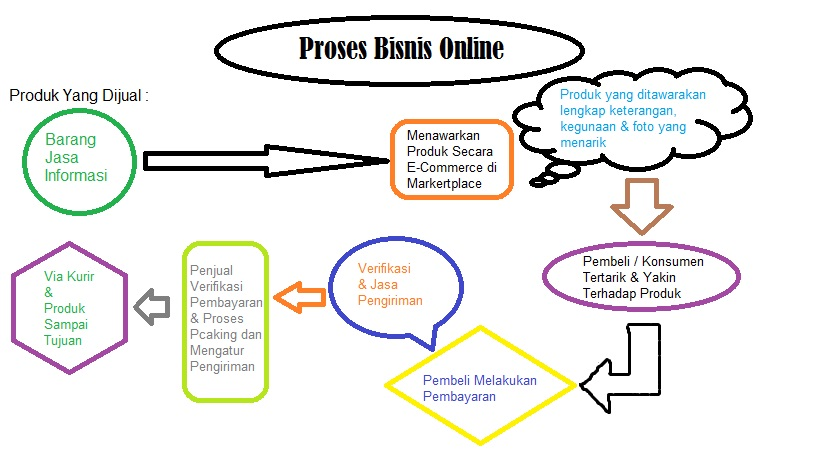 Proses Bisnis Online
Produk Yang Dijual :
Barang
Jasa
Informasi
Menawarkan
Produk Secara
E-Commerce di
Markertplace
Produk yang ditawarakan
lengkap keterangan,
kegunaan & foto yang
menarik
Pembeli / Konsumen
Tertarik & Yakin
Terhadap Produk
Pembeli Melakukan
Pembayaran
Verifikasi
& Jasa
Pengiriman
Penjual
Verifikasi
Pembayaran
& Proses
Pcaking dan
Mengatur
Pengiriman
Via Kurir
&
Produk
Sampai
Tujuan